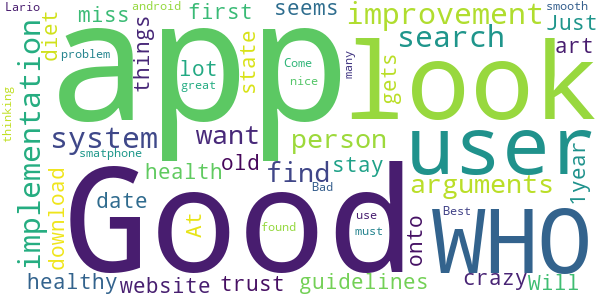 Lario
android
smooth
miss
first
seems
improvement
Just
diet
things
problem
app
look
search
art
lot
state
Come
many
gets
great
nice
implementation
thinking
system
want
person
user
smatphone
old
find
stay
health
Good
Bad
arguments
1year
download
date
At
found
use
must
onto
Best
WHO
healthy
website
trust
guidelines
crazy
Will